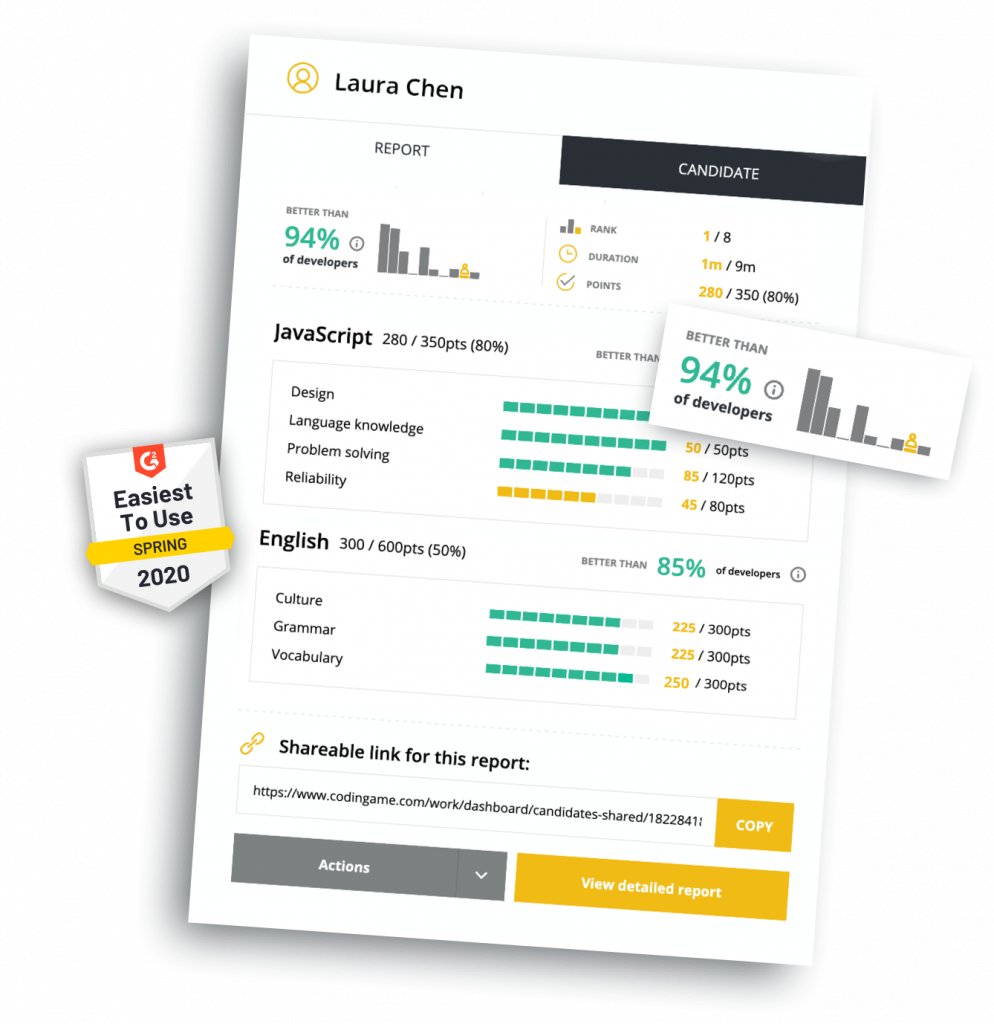 Laura Chen
REPORT
CANDIDATE
BETTER THAN
94%
of developers
RANK 1 / 8
DURATION 1m / 9m
POINTS 280 / 350 (80%)
JavaScript 280 / 350pts (80%)
BETTER THAN
BETTER THAN
94%
of developers
Design
Language knowledge 50 / 50pts
Problem solving 85 / 120pts
Reliability 45 / 80pts
G2
Easiest
To Use
SPRING
2020
English 300 / 600pts (50%)
BETTER THAN 85% of developers
Culture 225 / 300pts
Grammar 225 / 300pts
Vocabulary 250 / 300pts
Shareable link for this report:
https://www.codingame.com/work/dashboard/candidates-shared/1822841
COPY
Actions
View detailed report